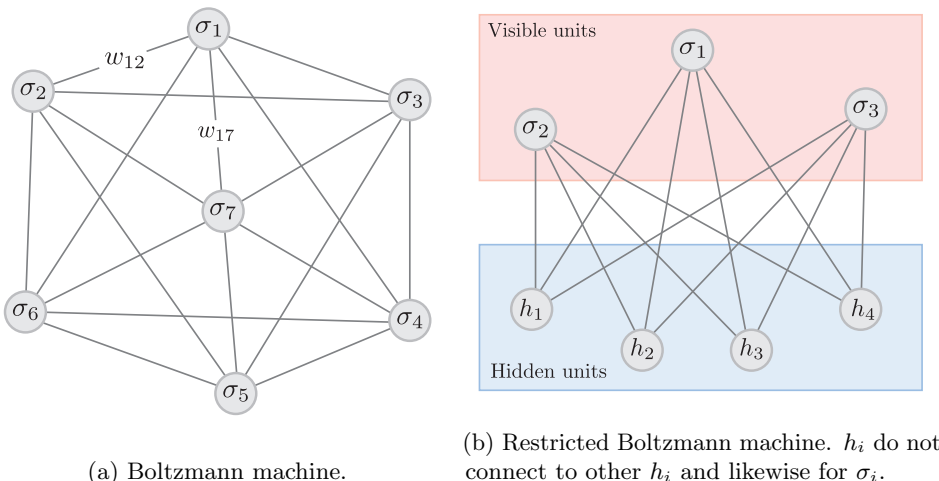 σ₁
w₁₂
σ₂
σ₃
w₁₇
σ₇
σ₆
σ₄
σ₅
(a) Boltzmann machine.
Visible units
σ₁
σ₃
σ₂
h₁
h₄
h₂
h₃
Hidden units
(b) Restricted Boltzmann machine. hᵢ do not
connect to other hᵢ and likewise for σᵢ.